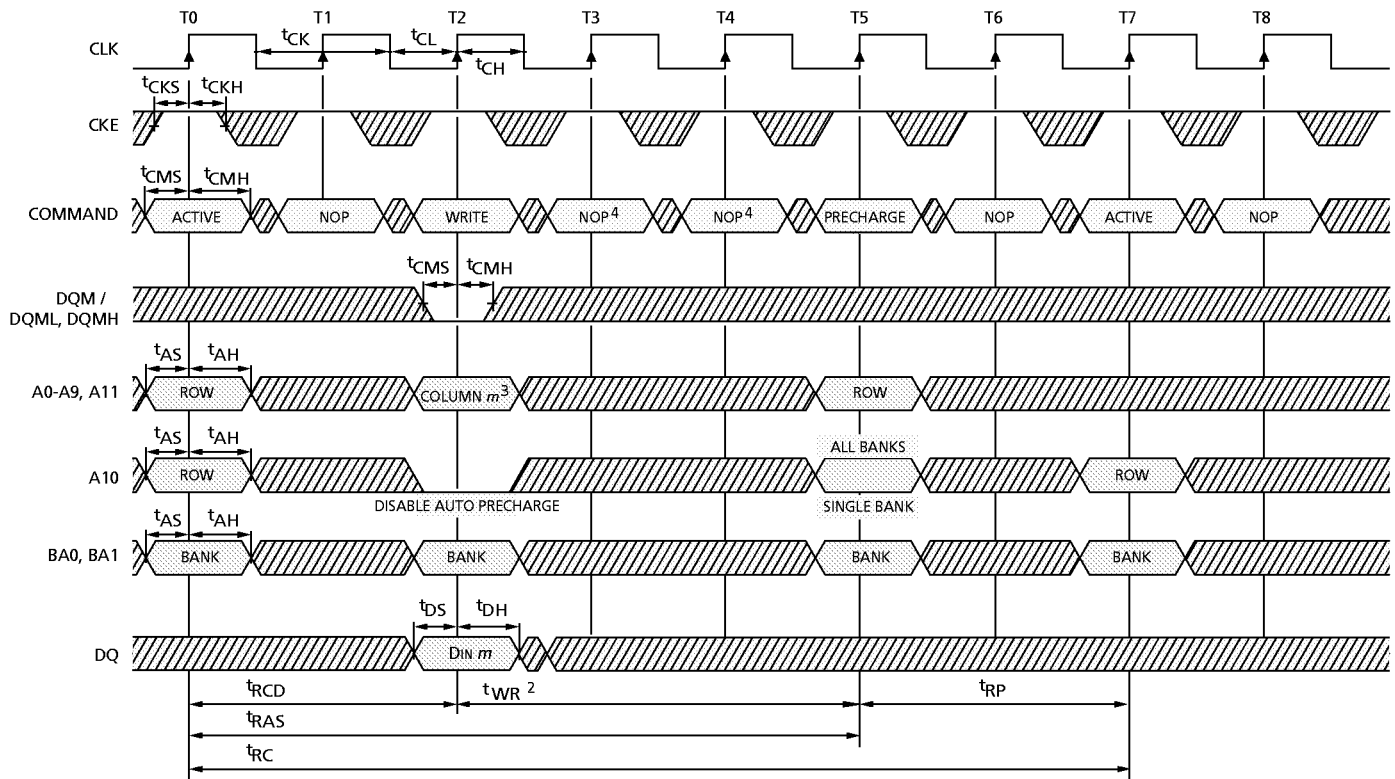 T0 T1 T2 T3 T4 T5 T6 T7 T8
CLK
tCK tCL tCH
tCKS tCKH
CKE
tCMS tCMH
COMMAND ACTIVE NOP WRITE NOP4 NOP4 PRECHARGE NOP ACTIVE NOP
tCMS tCMH
DQM /
DQML, DQMH
tAS tAH
A0-A9, A11 ROW COLUMN m3 ROW
tAS tAH
ALL BANKS
A10 ROW ROW
DISABLE AUTO PRECHARGE SINGLE BANK
tAS tAH
BA0, BA1 BANK BANK BANK BANK
tDS tDH
DQ DIN m
tRCD tWR 2 tRP
tRAS
tRC